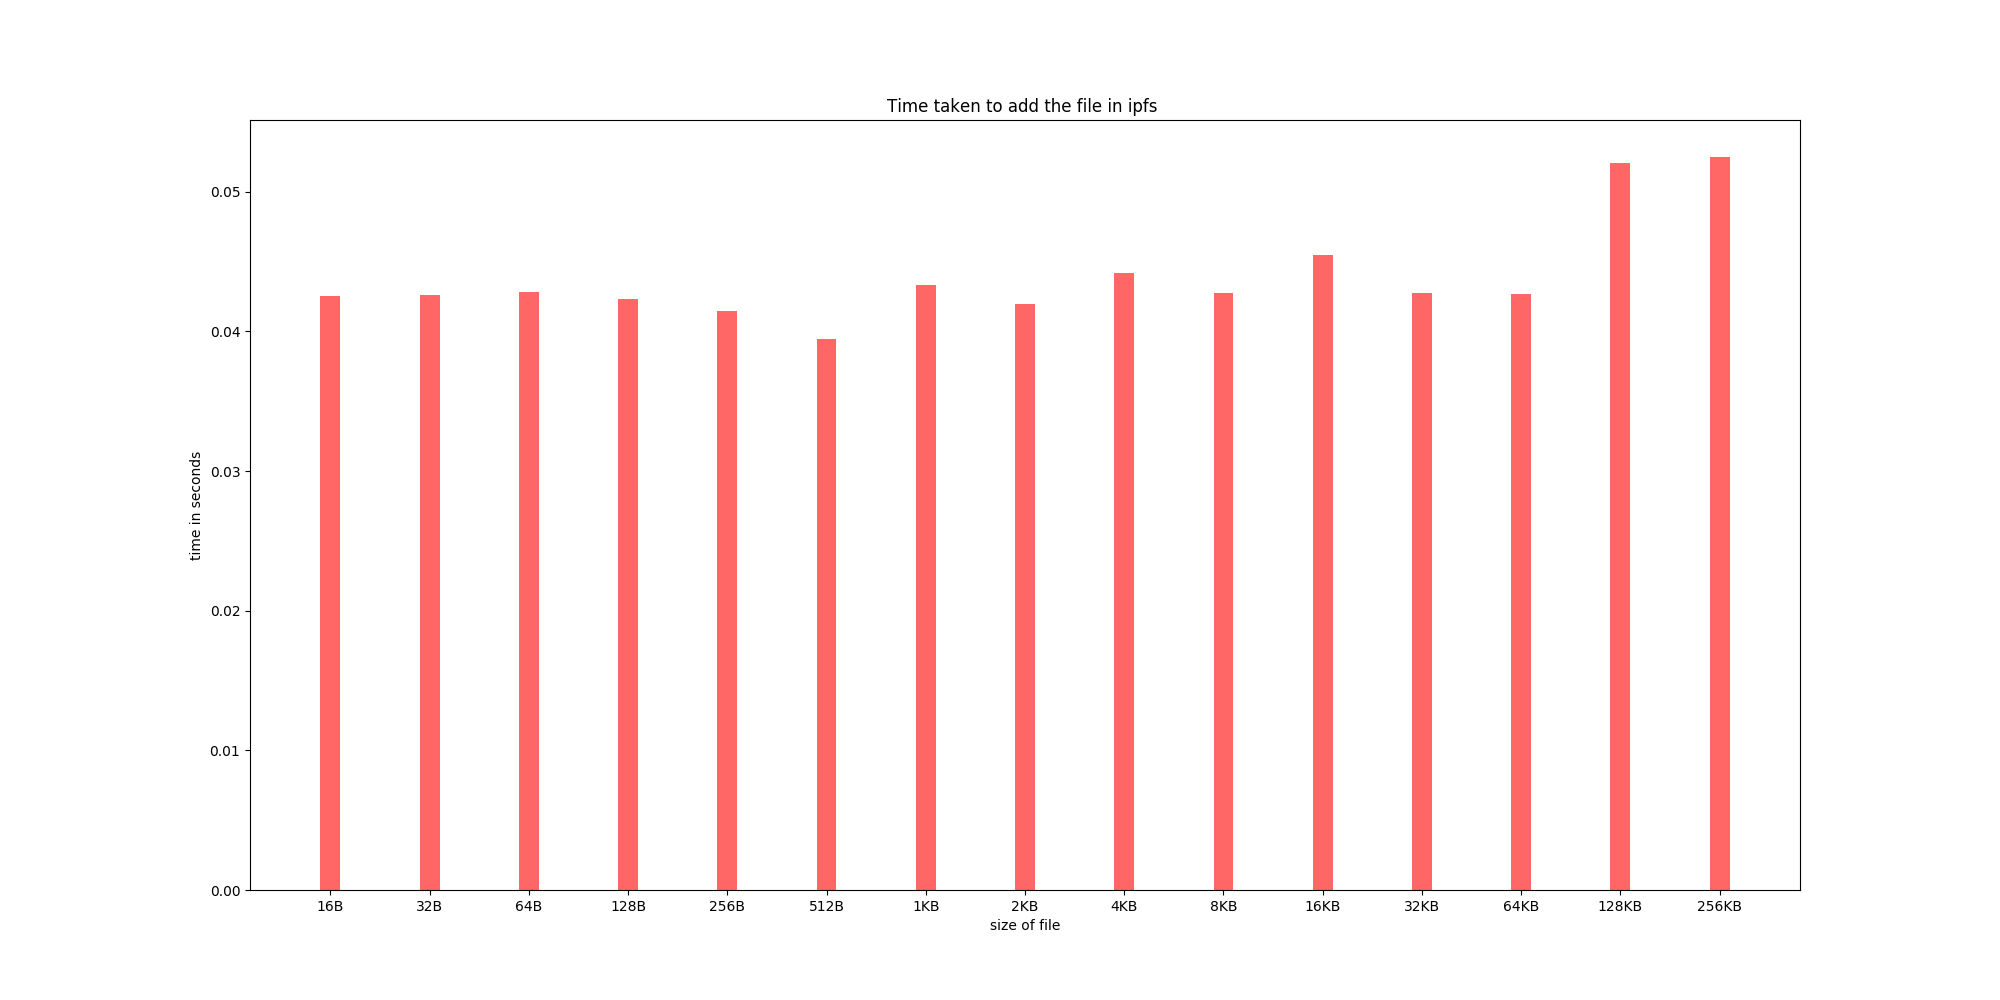 Time taken to add the file in ipfs
0.05
0.04
0.03
0.02
0.01
0.00
time in seconds
16B 32B 64B 128B 256B 512B 1KB 2KB 4KB 8KB 16KB 32KB 64KB 128KB 256KB
size of file